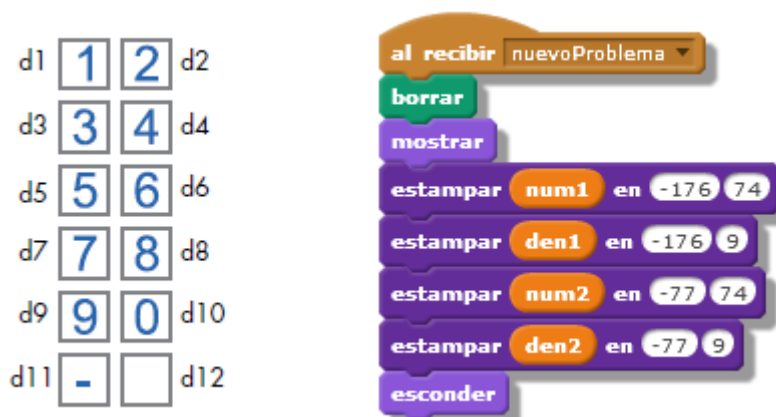 d1 1 2 d2
d3 3 4 d4
d5 5 6 d6
d7 7 8 d8
d9 9 0 d10
d11 - d12
al recibir nuevoProblema
borrar
mostrar
estampar num1 en -176 74
estampar den1 en -176 9
estampar num2 en -77 74
estampar den2 en -77 9
esconder